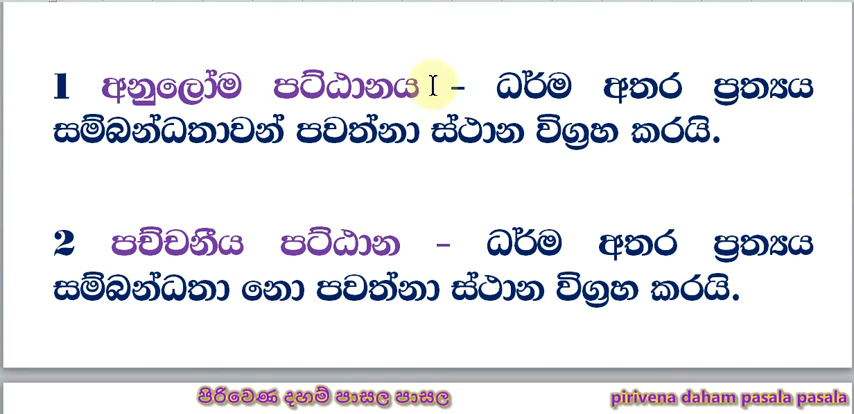 1 අනුලෝම පට්ඨානය - ධර්ම අතර ප්‍රත්‍යය
සම්බන්ධතාවන් පවත්නා ස්ථාන විග්‍රහ කරයි.
2 පච්චනීය පට්ඨාන - ධර්ම අතර ප්‍රත්‍යය
සම්බන්ධතා නො පවත්නා ස්ථාන විග්‍රහ කරයි.
පිරිවෙණ දහම් පාසල පාසල
pirivena daham pasala pasala